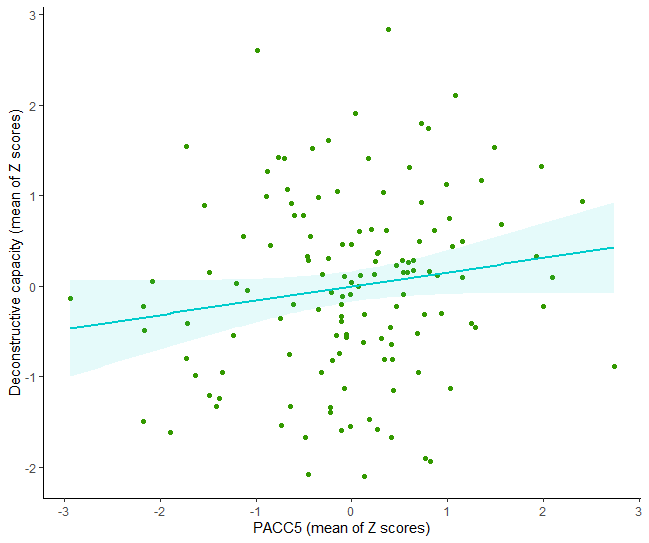 Deconstructive capacity (mean of Z scores)
3
2
1
0
-1
-2
-3 -2 -1 0 1 2 3
PACC5 (mean of Z scores)